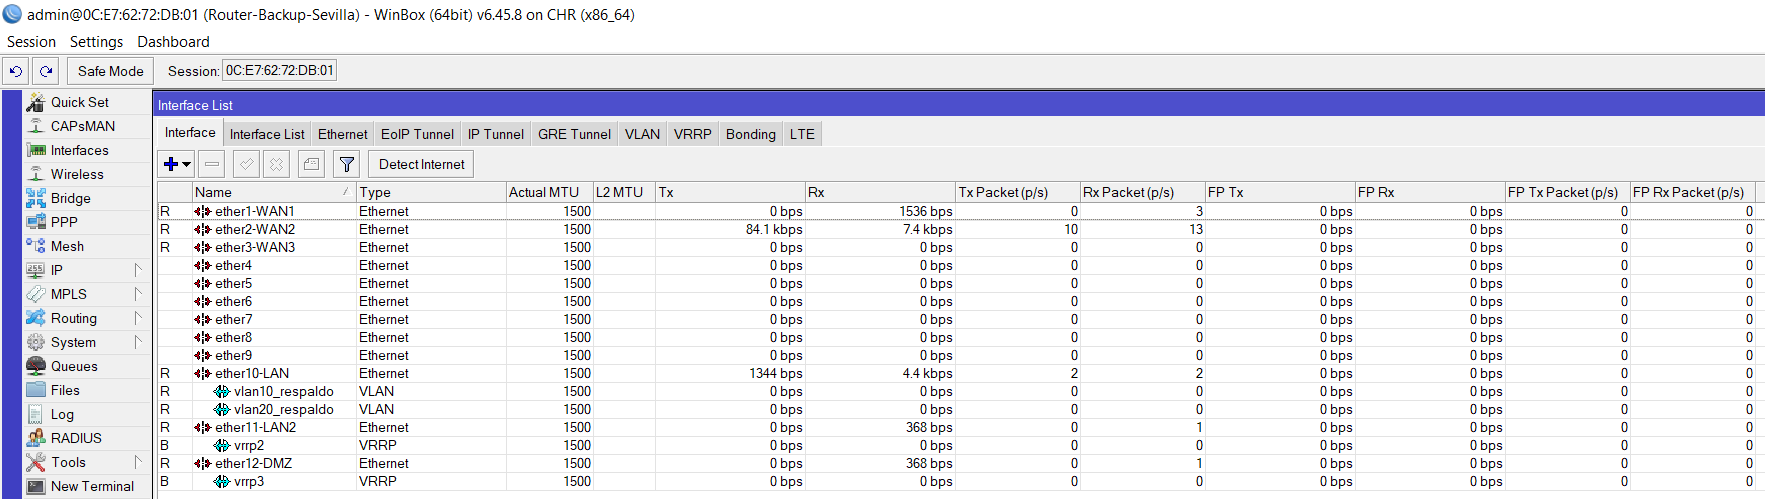 admin@0C:E7:62:72:DB:01 (Router-Backup-Sevilla) - WinBox (64bit) v6.45.8 on CHR (x86_64)
Session Settings Dashboard
Safe Mode Session: 0C:E7:62:72:DB:01
Quick Set
CAPsMAN
Interfaces
Wireless
Bridge
PPP
Mesh
IP
MPLS
Routing
System
Queues
Files
Log
RADIUS
Tools
New Terminal
Interface List
Interface Interface List Ethernet EoIP Tunnel IP Tunnel GRE Tunnel VLAN VRRP Bonding LTE
Detect Internet
Name Type Actual MTU L2 MTU Tx Rx Tx Packet (p/s) Rx Packet (p/s) FP Tx FP Rx FP Tx Packet (p/s) FP Rx Packet (p/s)
R ether1-WAN1 Ethernet 1500 0 bps 1536 bps 0 3 0 bps 0 bps 0 0
R ether2-WAN2 Ethernet 1500 84.1 kbps 7.4 kbps 10 13 0 bps 0 bps 0 0
R ether3-WAN3 Ethernet 1500 0 bps 0 bps 0 0 0 bps 0 bps 0 0
ether4 Ethernet 1500 0 bps 0 bps 0 0 0 bps 0 bps 0 0
ether5 Ethernet 1500 0 bps 0 bps 0 0 0 bps 0 bps 0 0
ether6 Ethernet 1500 0 bps 0 bps 0 0 0 bps 0 bps 0 0
ether7 Ethernet 1500 0 bps 0 bps 0 0 0 bps 0 bps 0 0
ether8 Ethernet 1500 0 bps 0 bps 0 0 0 bps 0 bps 0 0
ether9 Ethernet 1500 0 bps 0 bps 0 0 0 bps 0 bps 0 0
R ether10-LAN Ethernet 1500 1344 bps 4.4 kbps 2 2 0 bps 0 bps 0 0
R vlan10_respaldo VLAN 1500 0 bps 0 bps 0 0 0 bps 0 bps 0 0
R vlan20_respaldo VLAN 1500 0 bps 0 bps 0 0 0 bps 0 bps 0 0
R ether11-LAN2 Ethernet 1500 0 bps 368 bps 0 1 0 bps 0 bps 0 0
B vrrp2 VRRP 1500 0 bps 0 bps 0 0 0 bps 0 bps 0 0
R ether12-DMZ Ethernet 1500 0 bps 368 bps 0 1 0 bps 0 bps 0 0
B vrrp3 VRRP 1500 0 bps 0 bps 0 0 0 bps 0 bps 0 0